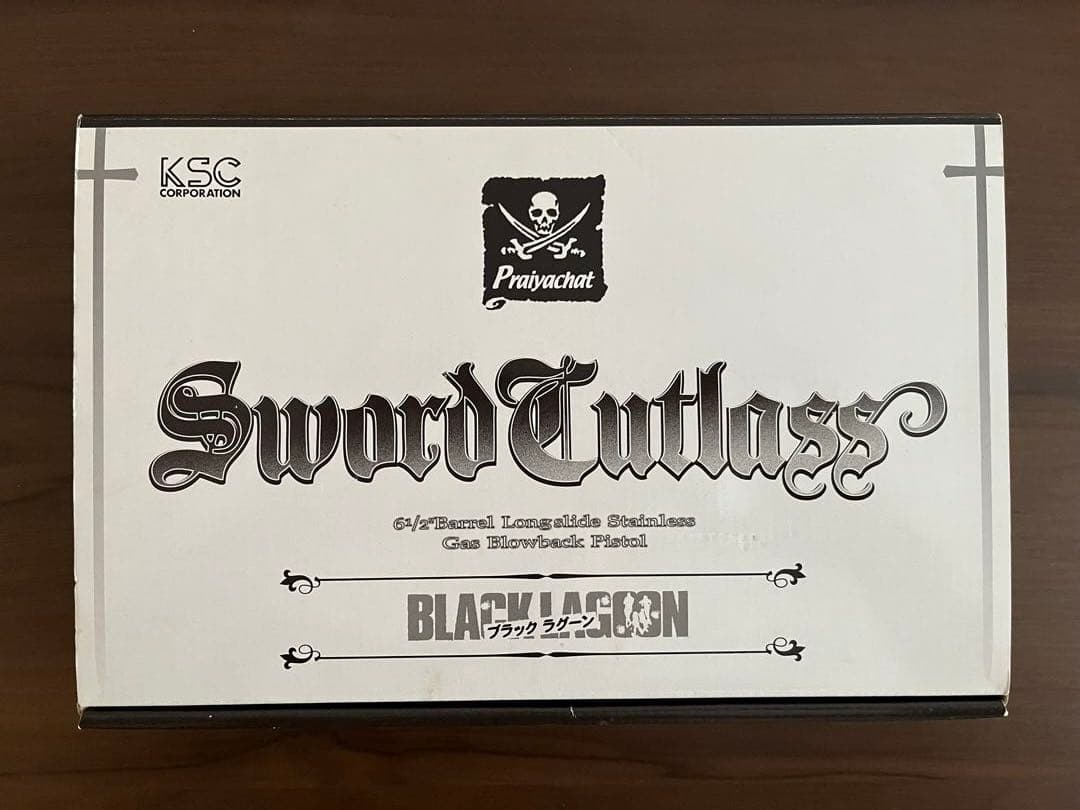 KSC
CORPORATION
Praiyachat
Sword Cutlass
6 1/2" Barrel Longslide Stainless
Gas Blowback Pistol
BLACK LAGOON
ブラック ラグーン